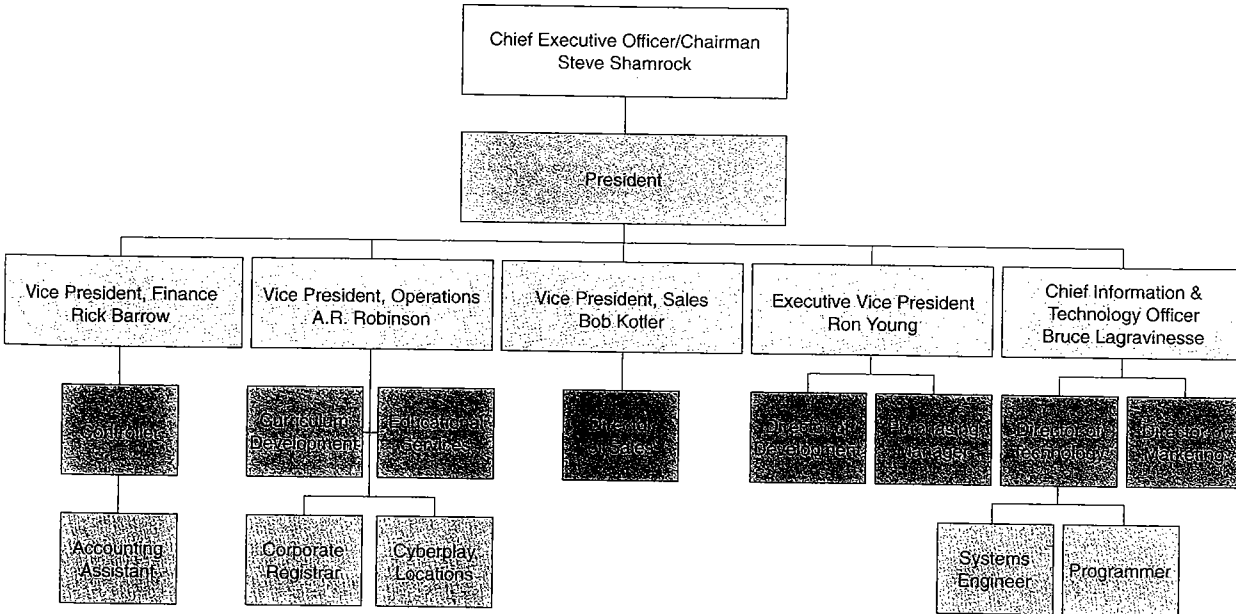 Chief Executive Officer/Chairman
Steve Shamrock
President
Vice President, Finance
Rick Barrow
Vice President, Operations
A.R. Robinson
Vice President, Sales
Bob Kotler
Executive Vice President
Ron Young
Chief Information &
Technology Officer
Bruce Lagravinesse
Controller
Curriculum
Development
Educational
Services
Director
of Sales
Director of
Development
Purchasing
Manager
Director of
Technology
Director of
Marketing
Accounting
Assistant
Corporate
Registrar
Cyberplay
Locations
Systems
Engineer
Programmer